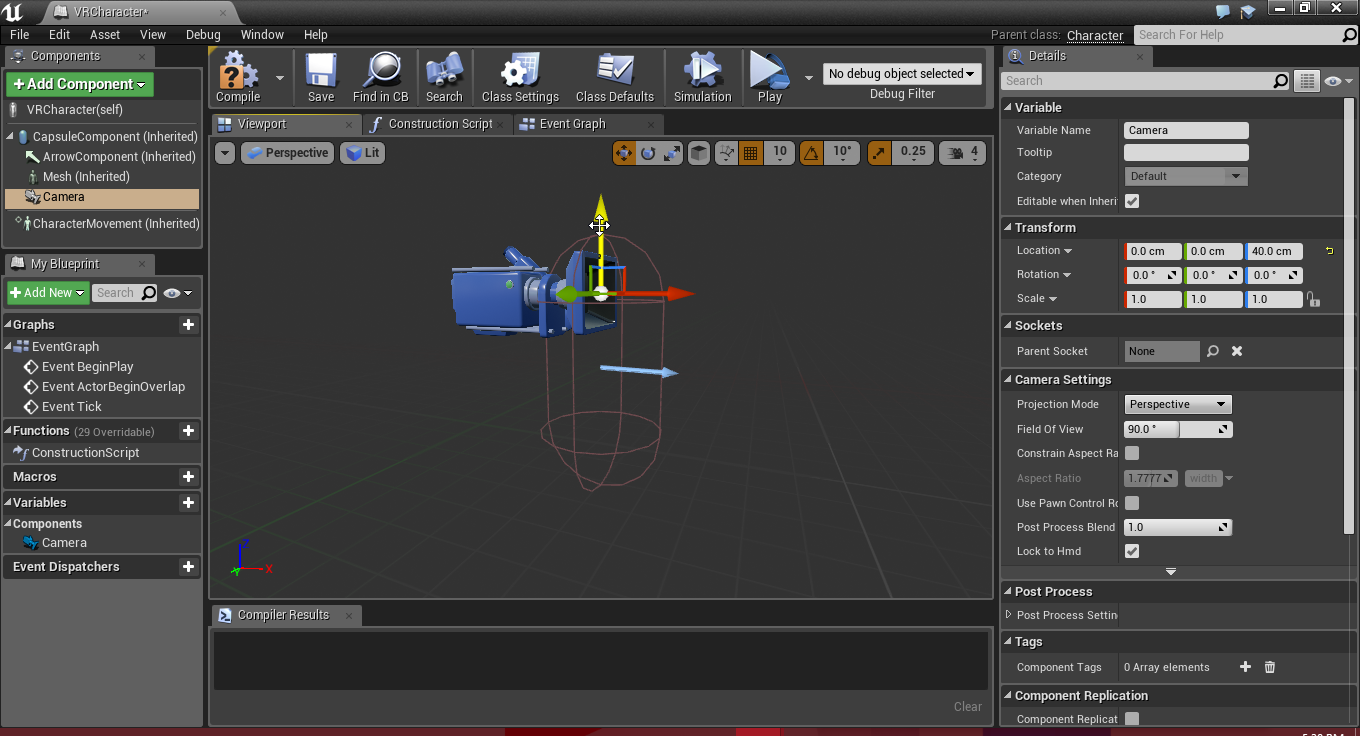 VRCharacter*
File Edit Asset View Debug Window Help
Parent class: Character Search For Help
Components
+ Add Component
VRCharacter(self)
CapsuleComponent (Inherited)
ArrowComponent (Inherited)
Mesh (Inherited)
Camera
CharacterMovement (Inherited)
My Blueprint
+ Add New Search
Graphs
EventGraph
Event BeginPlay
Event ActorBeginOverlap
Event Tick
Functions (29 Overridable)
ConstructionScript
Macros
Variables
Components
Camera
Event Dispatchers
Compile Save Find in CB Search Class Settings Class Defaults Simulation Play
No debug object selected
Debug Filter
Viewport Construction Script Event Graph
Perspective Lit 10 10° 0.25 4
Z
Y X
Compiler Results
Clear
Details
Search
Variable
Variable Name Camera
Tooltip
Category Default
Editable when Inheri
Transform
Location 0.0 cm 0.0 cm 40.0 cm
Rotation 0.0 ° 0.0 ° 0.0 °
Scale 1.0 1.0 1.0
Sockets
Parent Socket None
Camera Settings
Projection Mode Perspective
Field Of View 90.0 °
Constrain Aspect Ra
Aspect Ratio 1.7777 width
Use Pawn Control Ro
Post Process Blend 1.0
Lock to Hmd
Post Process
Post Process Settin
Tags
Component Tags 0 Array elements
Component Replication
Component Replicat